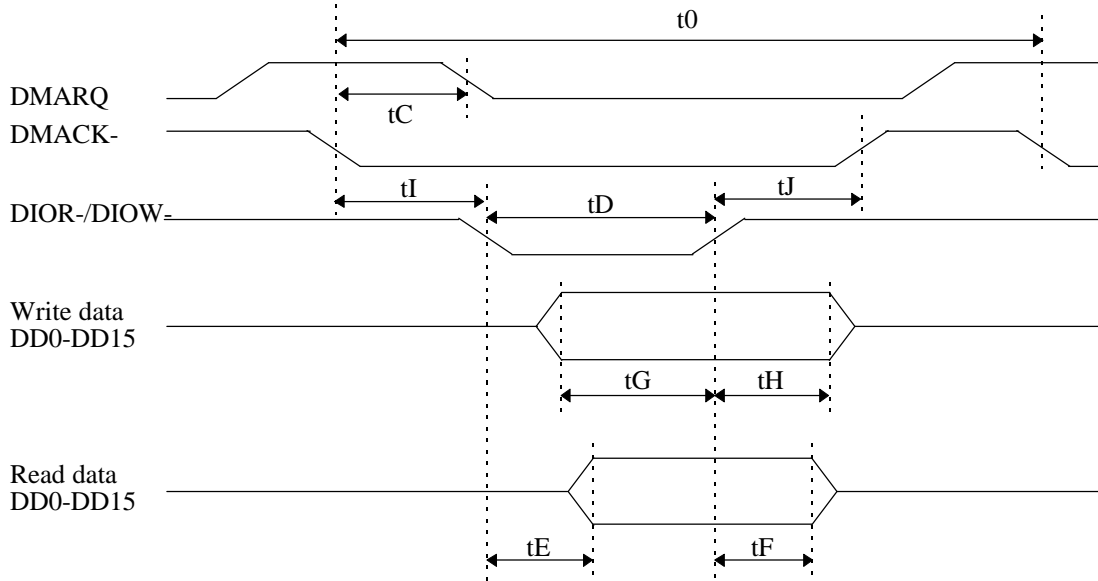 t0
DMARQ
tC
DMACK-
tI
tJ
tD
DIOR-/DIOW-
Write data
DD0-DD15
tG
tH
Read data
DD0-DD15
tE
tF